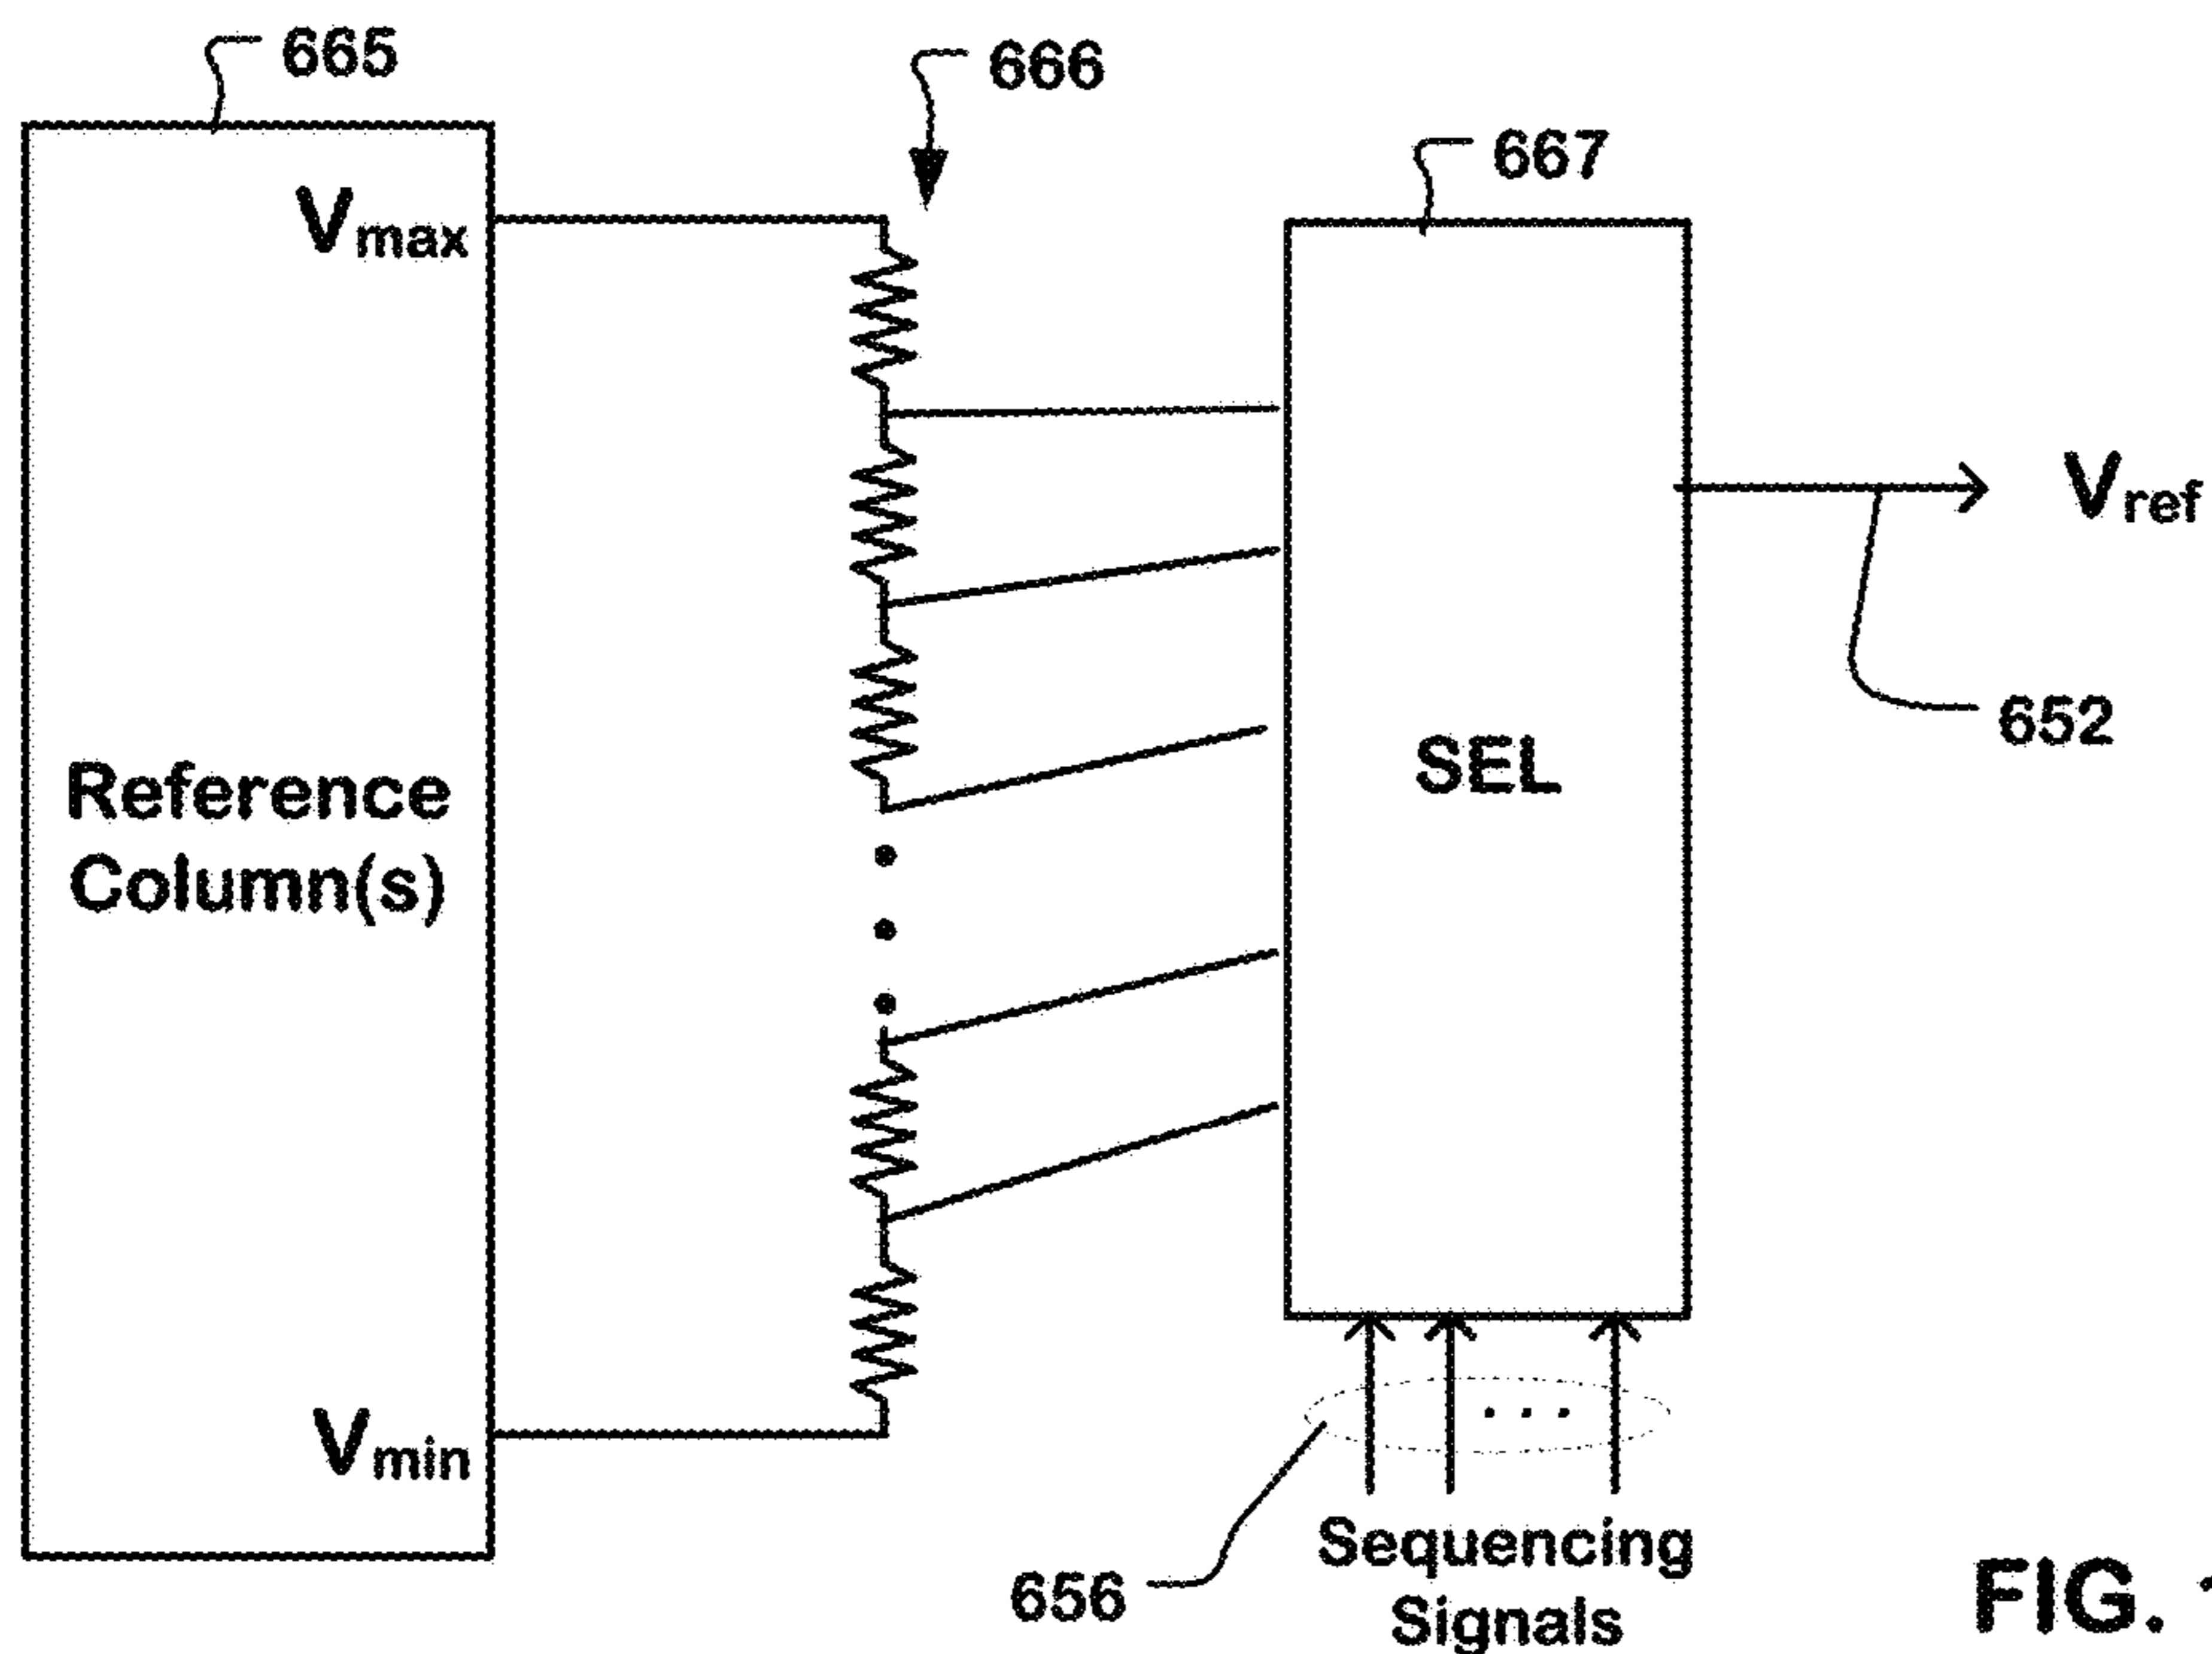 665
666
667
Vmax
Vref
652
SEL
Reference
Column(s)
Vmin
656
Sequencing
Signals
FIG.